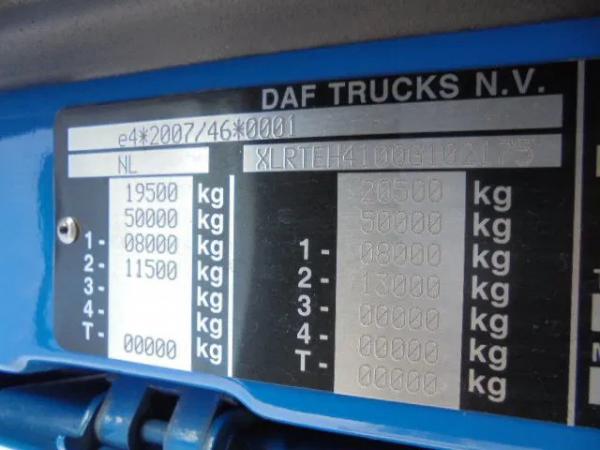 DAF TRUCKS N.V.
e4*2007/46*0001
NL XLRTEH4100G102175
19500 kg 20500 kg
50000 kg 50000 kg
1- 08000 kg 1- 08000 kg
2- 11500 kg 2- 13000 kg
3- kg 3- 00000 kg
4- kg 4- 00000 kg
T- 00000 kg T- 00000 kg